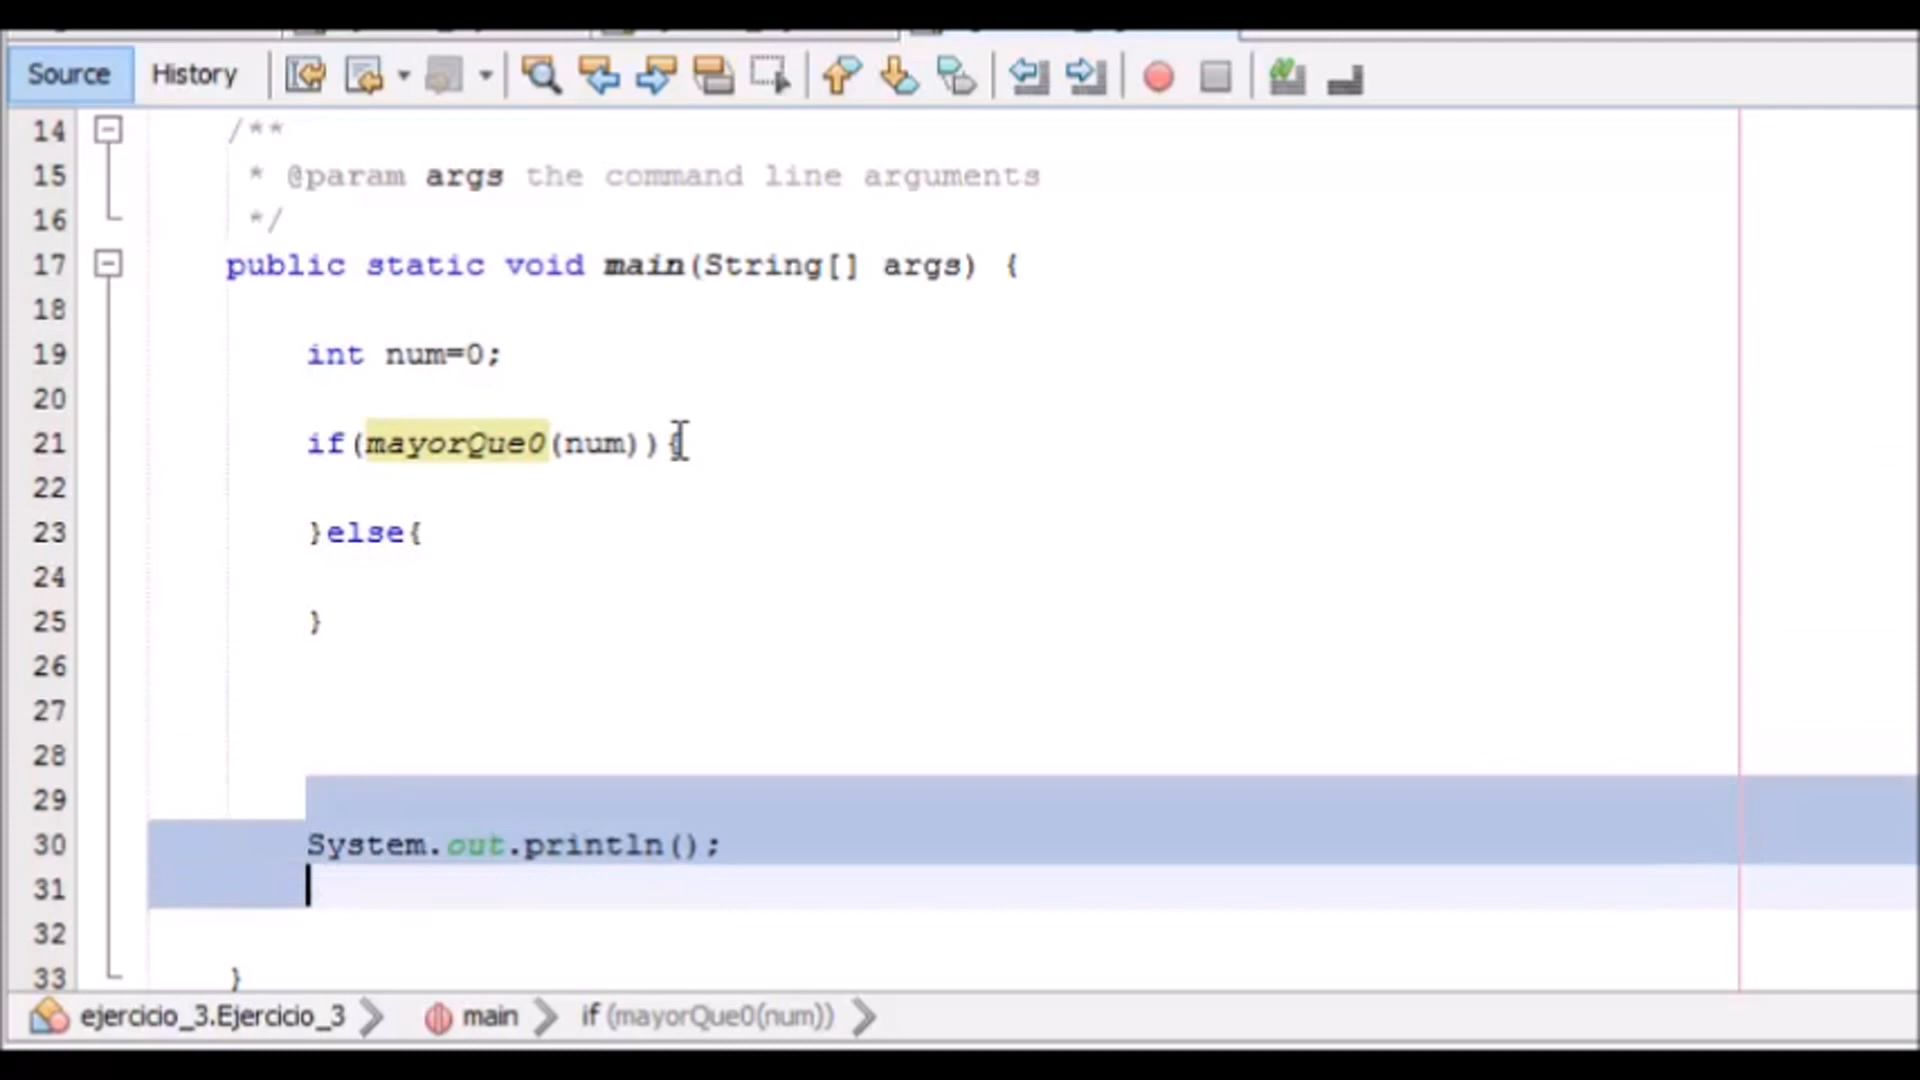 Source History
14 /**
15 * @param args the command line arguments
16 */
17 public static void main(String[] args) {
18
19 int num=0;
20
21 if(mayorQue0(num)){
22
23 }else{
24
25 }
26
27
28
29
30 System.out.println();
31
32
33 }
ejercicio_3.Ejercicio_3 main if (mayorQue0(num))